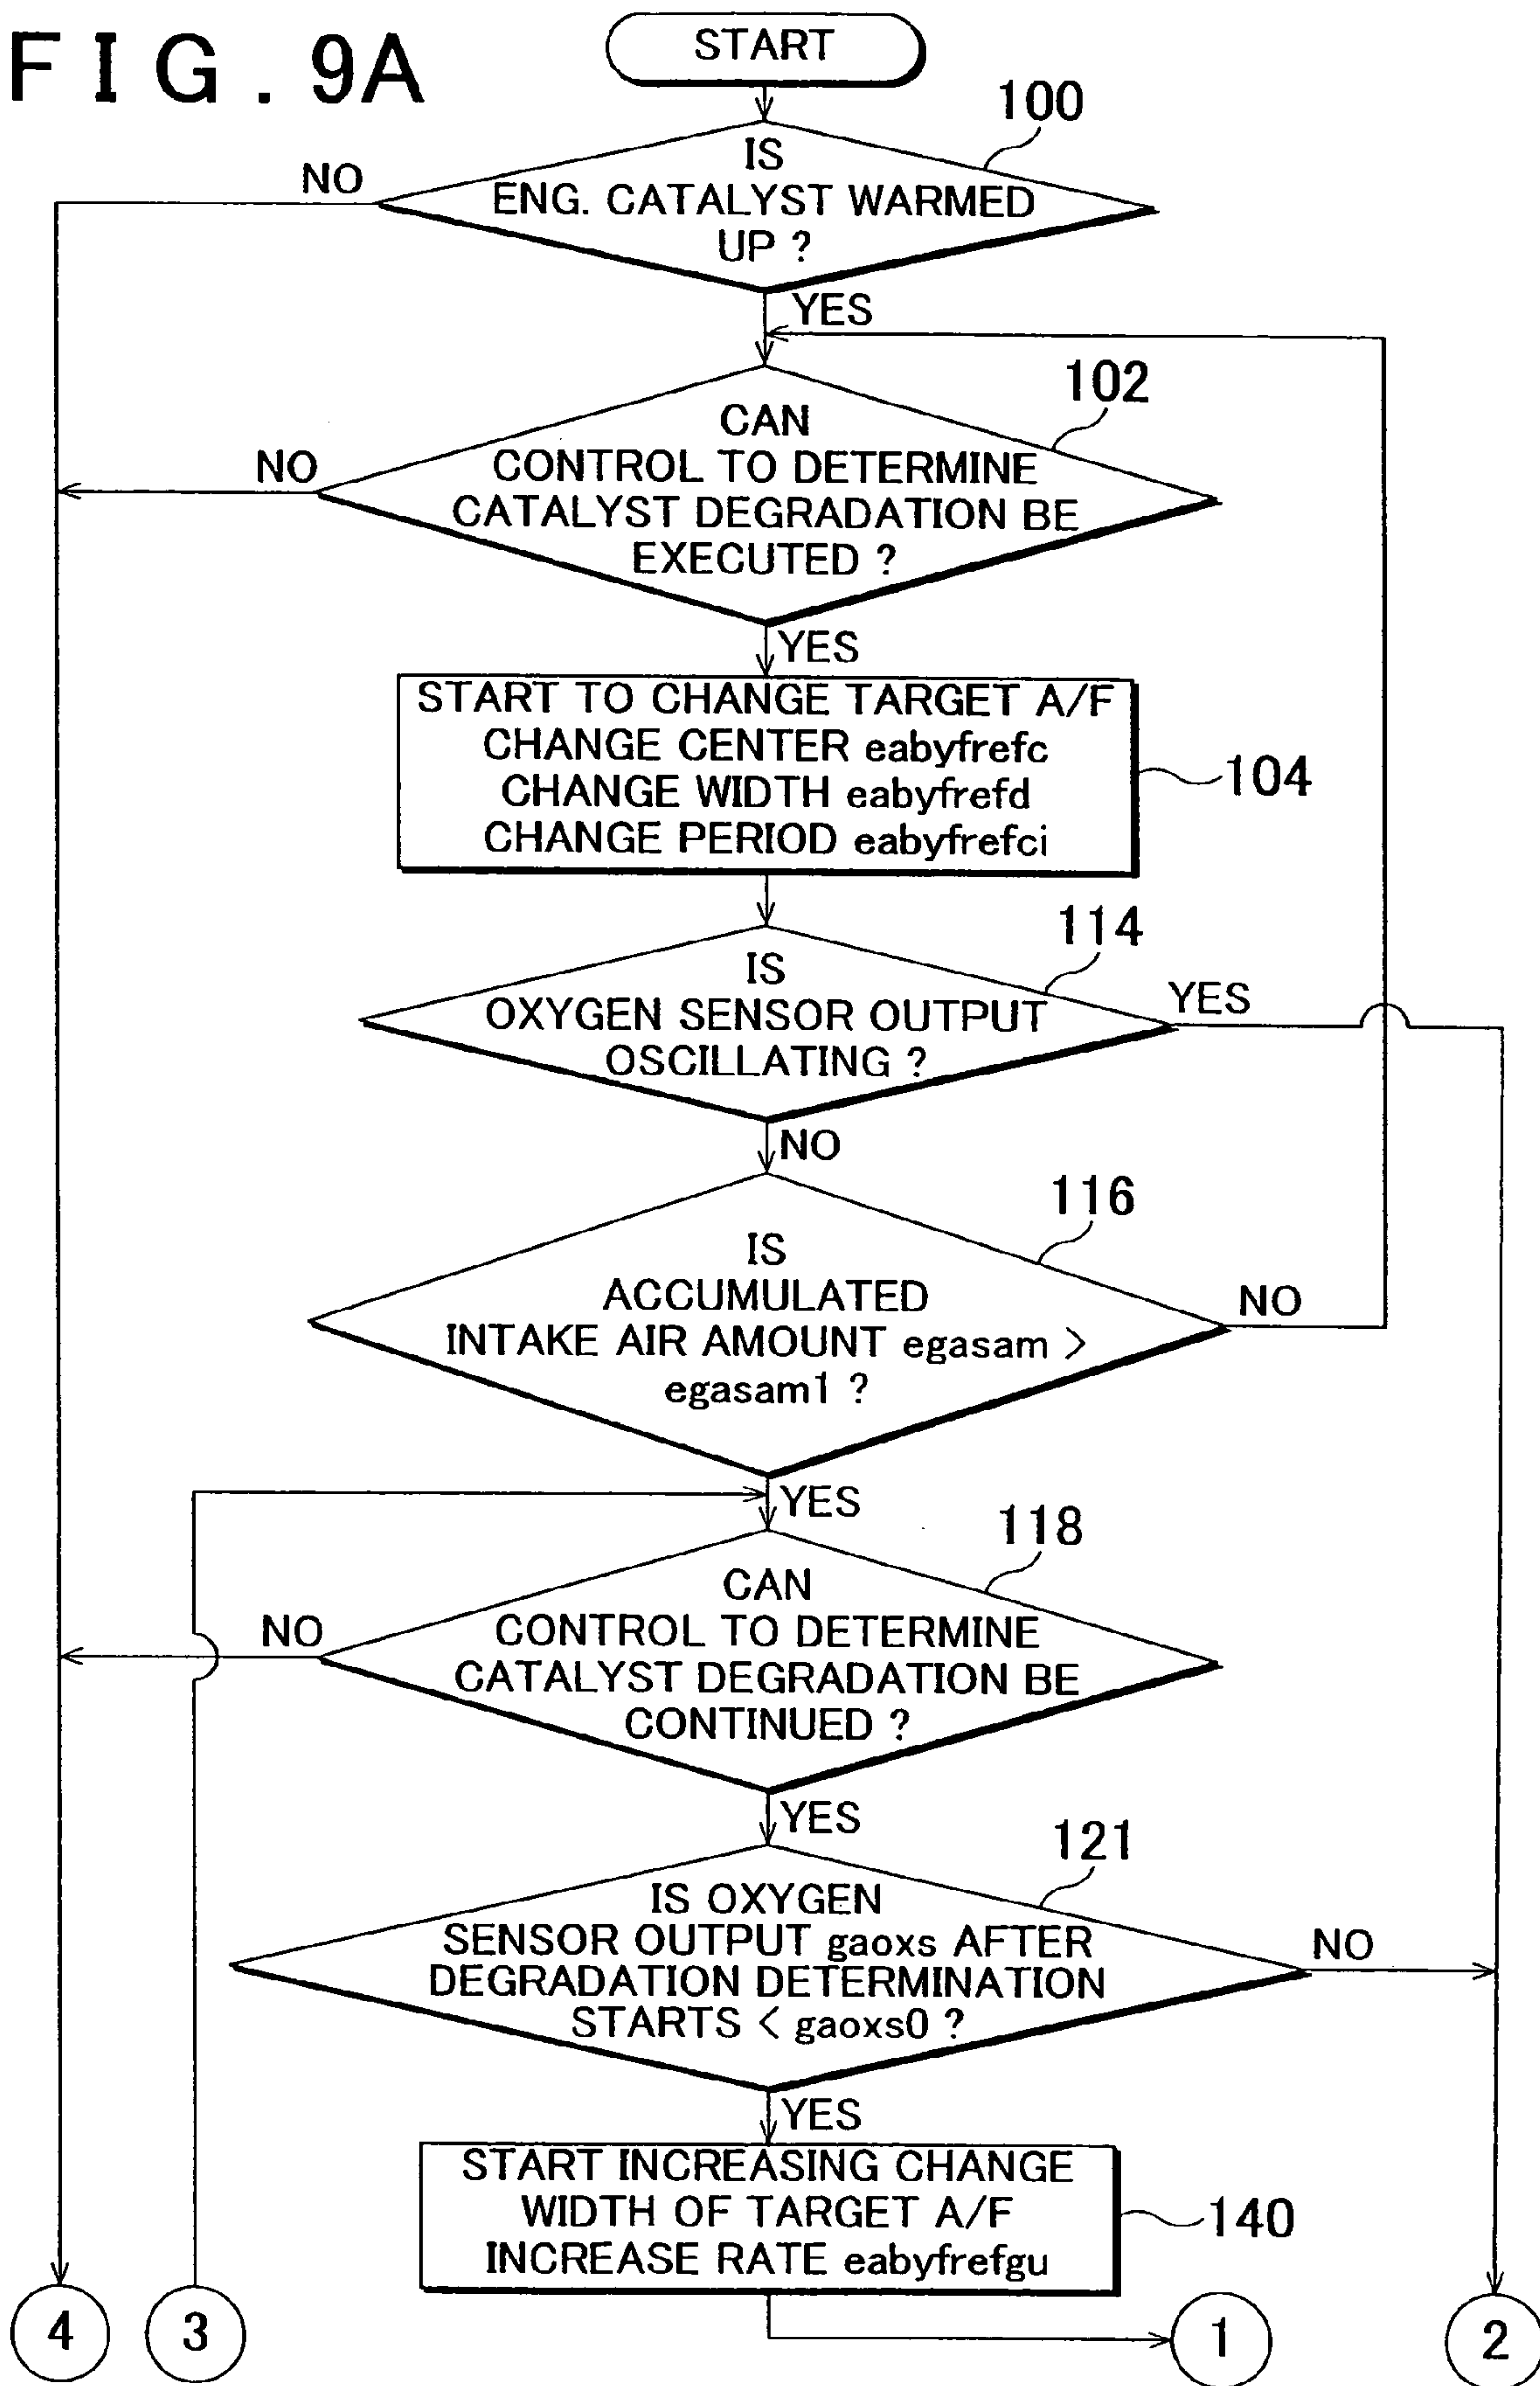 FIG. 9A
START
100
IS
ENG. CATALYST WARMED
UP ?
NO
YES
102
CAN
CONTROL TO DETERMINE
CATALYST DEGRADATION BE
EXECUTED ?
NO
YES
START TO CHANGE TARGET A/F
CHANGE CENTER eabyfrefc
CHANGE WIDTH eabyfrefd
CHANGE PERIOD eabyfrefci
104
114
IS
OXYGEN SENSOR OUTPUT
OSCILLATING ?
YES
NO
116
IS
ACCUMULATED
INTAKE AIR AMOUNT egasam >
egasam1 ?
NO
YES
118
CAN
CONTROL TO DETERMINE
CATALYST DEGRADATION BE
CONTINUED ?
NO
YES
121
IS OXYGEN
SENSOR OUTPUT gaoxs AFTER
DEGRADATION DETERMINATION
STARTS < gaoxs0 ?
NO
YES
START INCREASING CHANGE
WIDTH OF TARGET A/F
INCREASE RATE eabyfrefgu
140
4
3
1
2